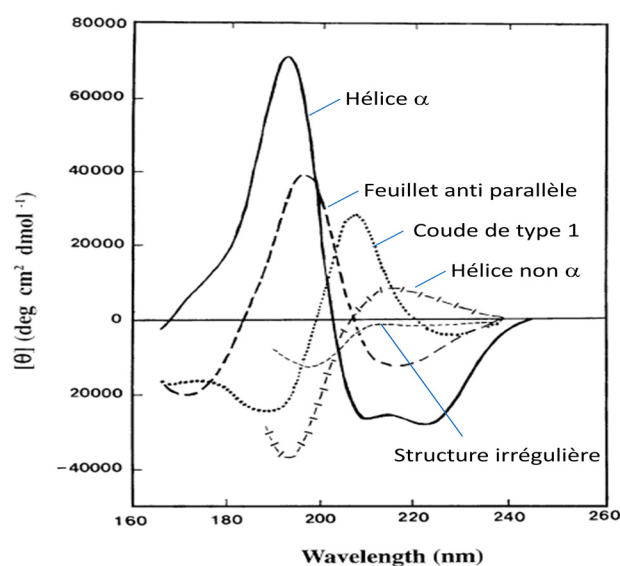 80000
60000
40000
20000
0
20000
−40000
[θ] (deg cm² dmol ⁻¹)
Hélice α
Feuillet anti parallèle
Coude de type 1
Hélice non α
Structure irrégulière
160
180
200
220
240
260
Wavelength (nm)